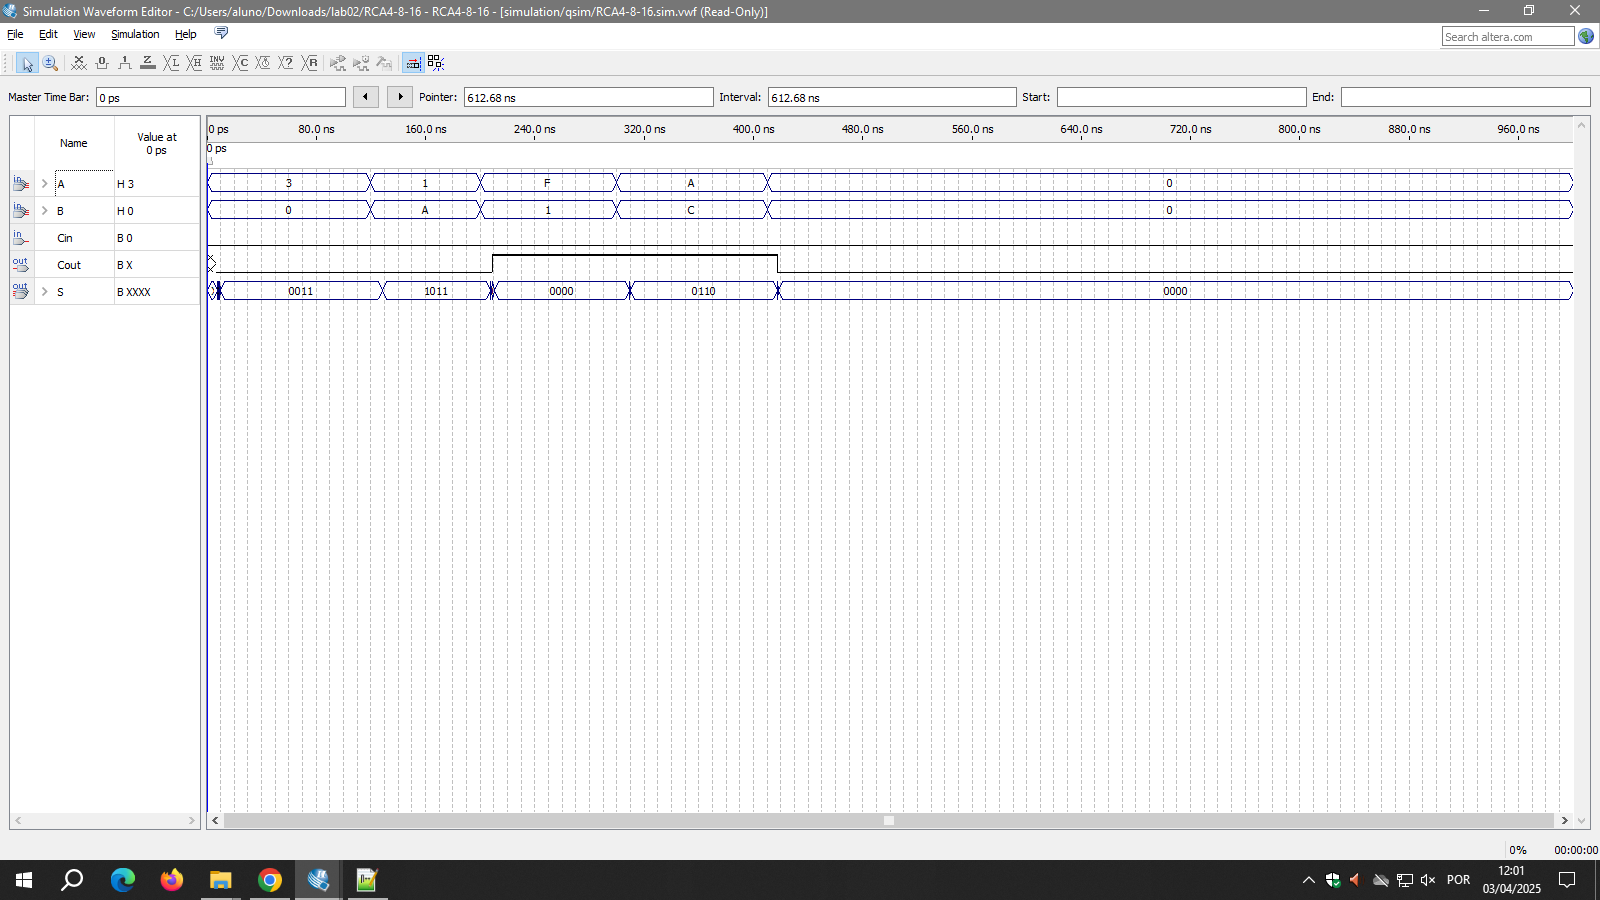 Simulation Waveform Editor - C:/Users/aluno/Downloads/lab02/RCA4-8-16 - RCA4-8-16 - [simulation/qsim/RCA4-8-16.sim.vwf (Read-Only)]
File Edit View Simulation Help
Search altera.com
Master Time Bar: 0 ps Pointer: 612.68 ns Interval: 612.68 ns Start: End:
Name Value at 0 ps
0 ps 80.0 ns 160.0 ns 240.0 ns 320.0 ns 400.0 ns 480.0 ns 560.0 ns 640.0 ns 720.0 ns 800.0 ns 880.0 ns 960.0 ns
0 ps
in A H 3 3 1 F A 0
in B H 0 0 A 1 C 0
in Cin B 0
out Cout B X
out S B XXXX 0011 1011 0000 0110 0000
0% 00:00:00
POR 12:01
03/04/2025